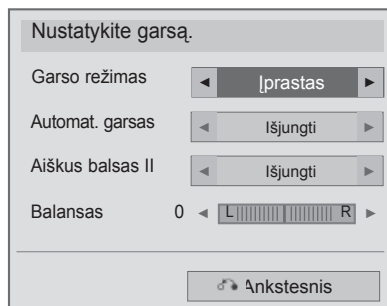 Nustatykite garsą.
Garso režimas ◄ Įprastas ►
Automat. garsas ◄ Išjungti ►
Aiškus balsas II ◄ Išjungti ►
Balansas 0 ◄ L R ►
Ankstesnis